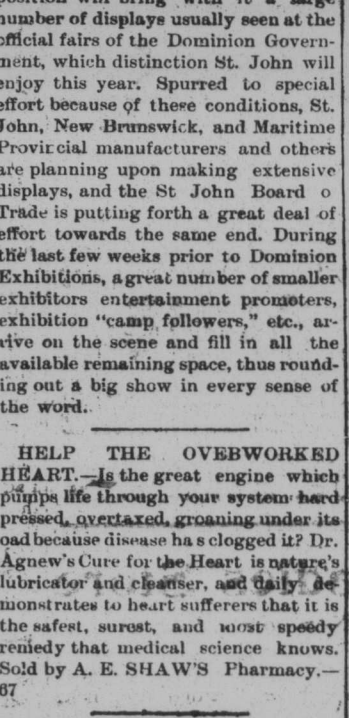 position will bring with it a large
number of displays usually seen at the
official fairs of the Dominion Govern-
ment, which distinction St. John will
enjoy this year. Spurred to special
effort because of these conditions, St.
John, New Brunswick, and Maritime
Provincial manufacturers and others
are planning upon making extensive
displays, and the St John Board o
Trade is putting forth a great deal of
effort towards the same end. During
the last few weeks prior to Dominion
Exhibitions, a great number of smaller
exhibitors entertainment promoters,
exhibition "camp followers," etc., ar-
rive on the scene and fill in all the
available remaining space, thus round-
ing out a big show in every sense of
the word.
HELP THE OVERWORKED
HEART.—Is the great engine which
pumps life through your system hard
pressed, overtaxed, groaning under its
oad because disease has clogged it? Dr.
Agnew's Cure for the Heart is nature's
lubricator and cleanser, and daily de-
monstrates to heart sufferers that it is
the safest, surest, and most speedy
remedy that medical science knows.
Sold by A. E. SHAW'S Pharmacy.—
67